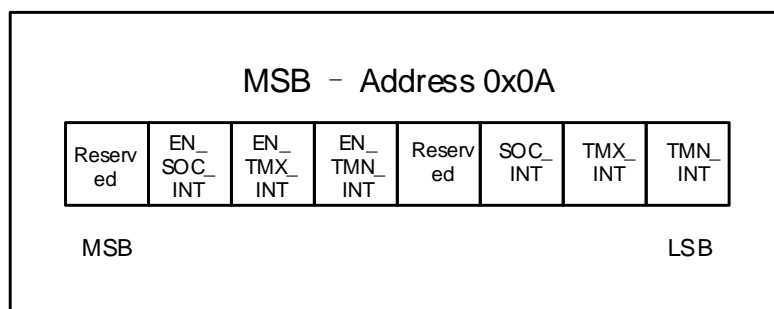 MSB – Address 0x0A
Reserv
ed
EN_
SOC_
INT
EN_
TMX_
INT
EN_
TMN_
INT
Reserv
ed
SOC_
INT
TMX_
INT
TMN_
INT
MSB
LSB